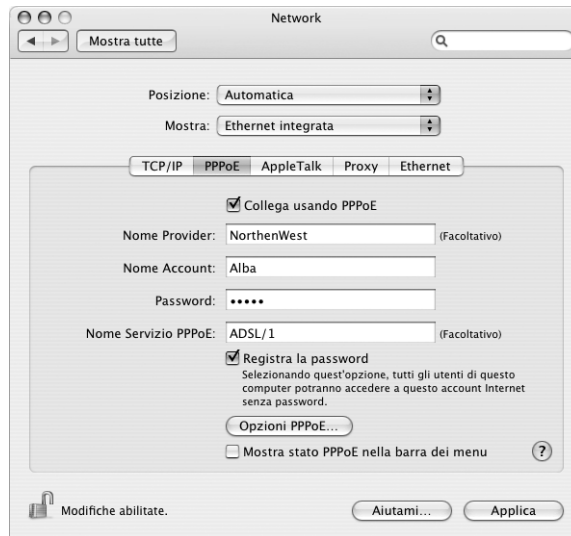 Network
Mostra tutte
Posizione: Automatica
Mostra: Ethernet integrata
TCP/IP PPPoE AppleTalk Proxy Ethernet
Collega usando PPPoE
Nome Provider: NorthenWest (Facoltativo)
Nome Account: Alba
Password: •••••
Nome Servizio PPPoE: ADSL/1 (Facoltativo)
Registra la password
Selezionando quest'opzione, tutti gli utenti di questo
computer potranno accedere a questo account Internet
senza password.
Opzioni PPPoE...
Mostra stato PPPoE nella barra dei menu ?
Modifiche abilitate. Aiutami... Applica